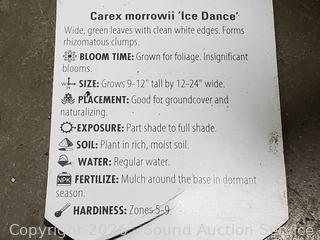 Carex morrowii 'Ice Dance'
Wide, green leaves with clean white edges. Forms
rhizomatous clumps.
BLOOM TIME: Grown for foliage. Insignificant
blooms.
SIZE: Grows 9-12" tall by 12-24" wide.
PLACEMENT: Good for groundcover and
naturalizing.
EXPOSURE: Part shade to full shade.
SOIL: Plant in rich, moist soil.
WATER: Regular water.
NPK FERTILIZE: Mulch around the base in dormant
season.
HARDINESS: Zones 5-9
Copyright 2024 Sound Auction Service